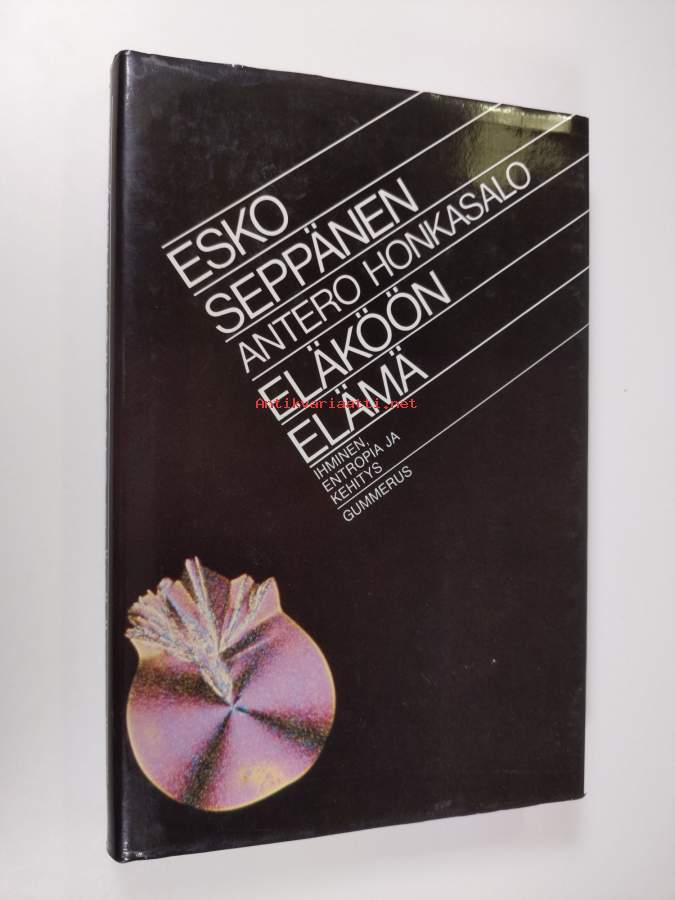 ESKO
SEPPÄNEN
ANTERO HONKASALO
ELÄKÖÖN
ELÄMÄ
IHMINEN,
ENTROPIA JA
KEHITYS
GUMMERUS
Antikvariaatti.net